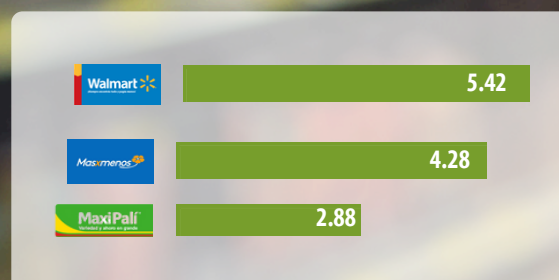 Walmart
5.42
Masxmenos
4.28
MaxiPalí
Variedad y ahorro en grande
2.88